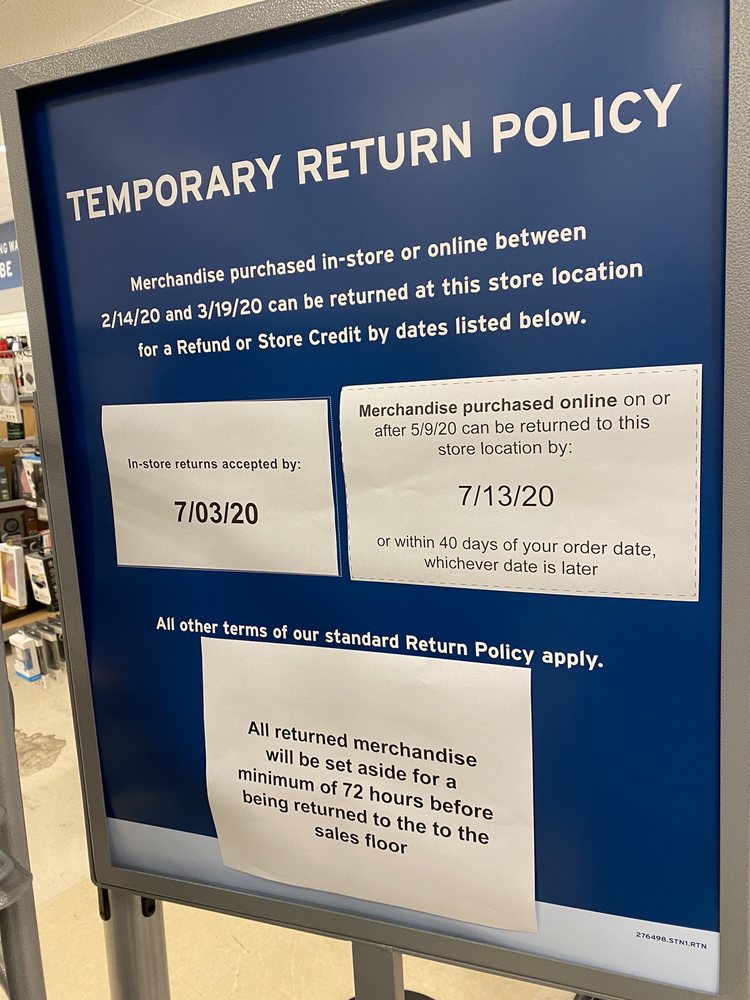 TEMPORARY RETURN POLICY
Merchandise purchased in-store or online between
2/14/20 and 3/19/20 can be returned at this store location
for a Refund or Store Credit by dates listed below.
In-store returns accepted by:
7/03/20
Merchandise purchased online on or
after 5/9/20 can be returned to this
store location by:
7/13/20
or within 40 days of your order date,
whichever date is later
All other terms of our standard Return Policy apply.
All returned merchandise
will be set aside for a
minimum of 72 hours before
being returned to the to the
sales floor
276498.STN1.RTN
NG WA
BE